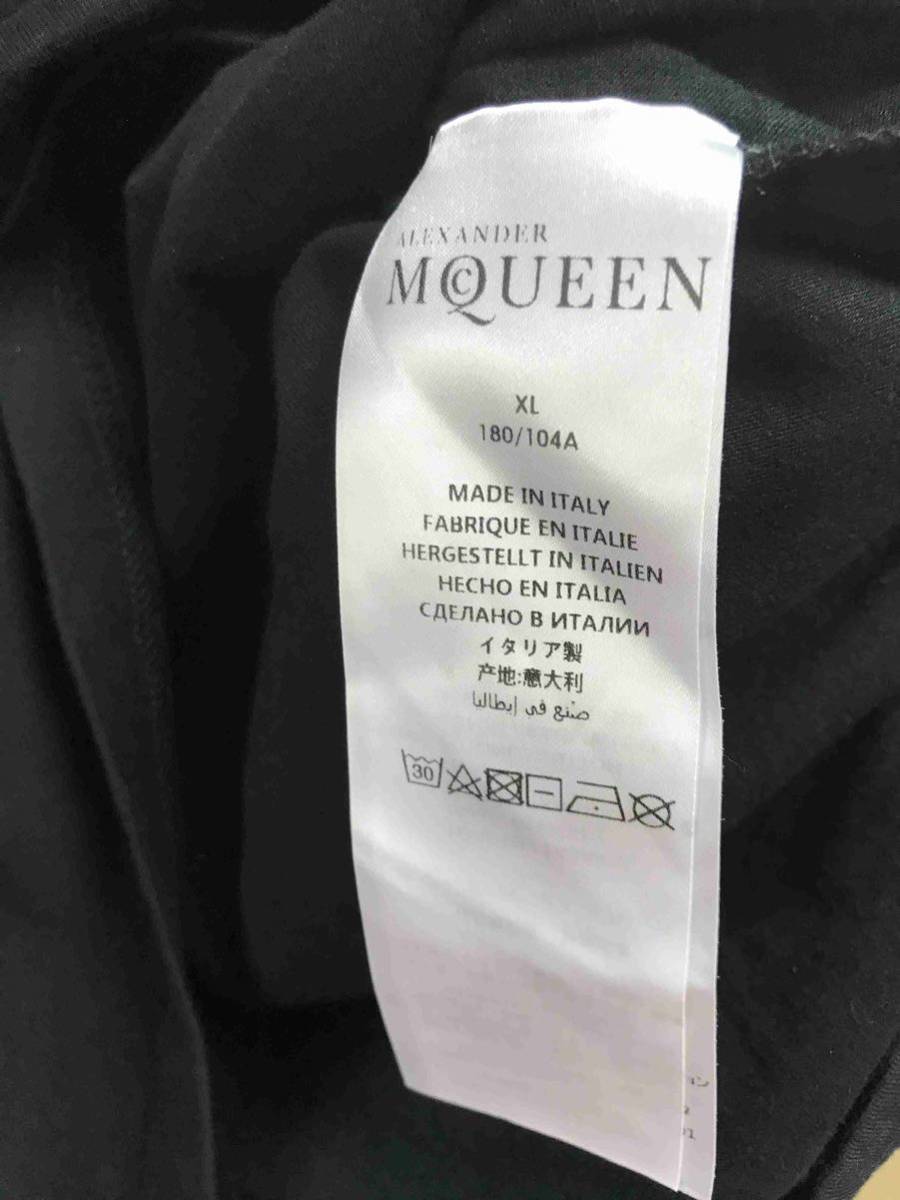 ALEXANDER
McQUEEN
XL
180/104A
MADE IN ITALY
FABRIQUE EN ITALIE
HERGESTELLT IN ITALIEN
HECHO EN ITALIA
СДЕЛАНО В ИТАЛИИ
イタリア製
产地:意大利
صنع في إيطاليا
30